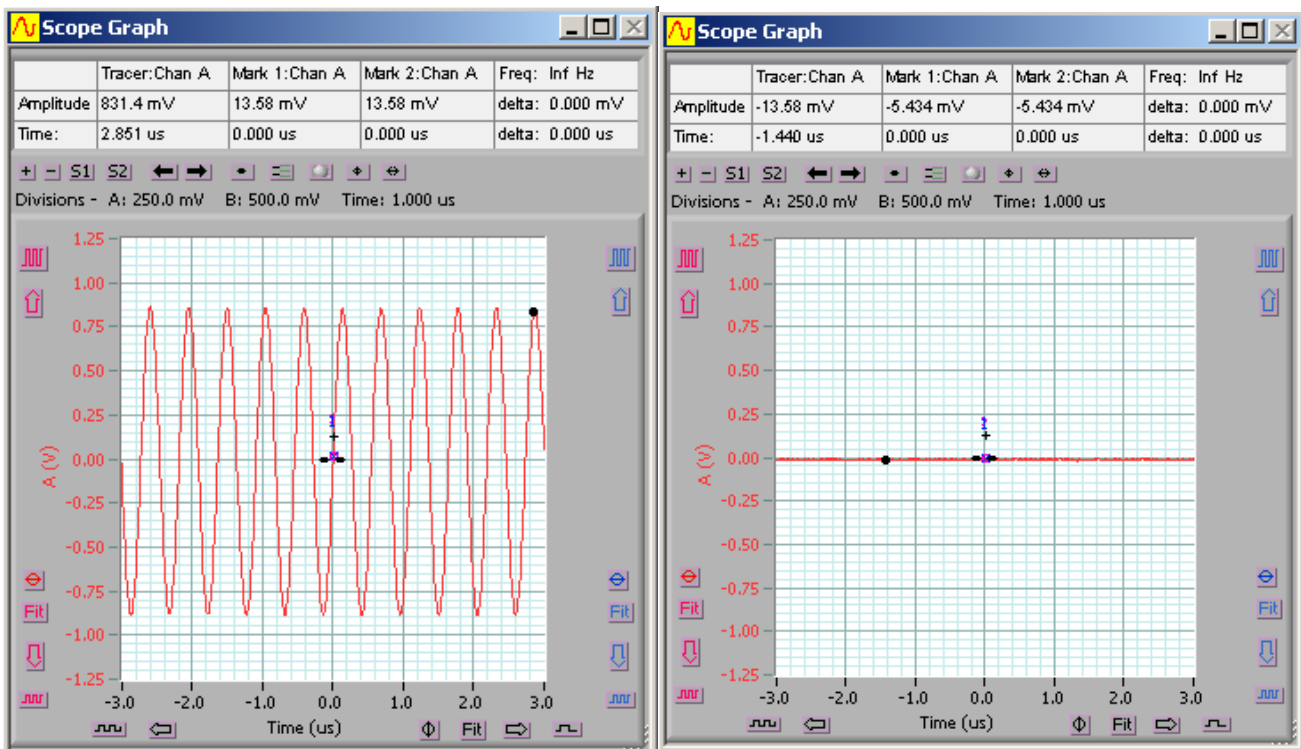 Scope Graph
Tracer:Chan A Mark 1:Chan A Mark 2:Chan A Freq: Inf Hz
Amplitude 831.4 mV 13.58 mV 13.58 mV delta: 0.000 mV
Time: 2.851 us 0.000 us 0.000 us delta: 0.000 us
+ - S1 S2
Divisions - A: 250.0 mV B: 500.0 mV Time: 1.000 us
1.25
1.00
0.75
0.50
0.25
0.00
-0.25
-0.50
-0.75
-1.00
-1.25
A (V)
Fit
Fit
-3.0 -2.0 -1.0 0.0 1.0 2.0 3.0
Time (us)
Fit
Scope Graph
Tracer:Chan A Mark 1:Chan A Mark 2:Chan A Freq: Inf Hz
Amplitude -13.58 mV -5.434 mV -5.434 mV delta: 0.000 mV
Time: -1.440 us 0.000 us 0.000 us delta: 0.000 us
+ - S1 S2
Divisions - A: 250.0 mV B: 500.0 mV Time: 1.000 us
1.25
1.00
0.75
0.50
0.25
0.00
-0.25
-0.50
-0.75
-1.00
-1.25
A (V)
Fit
Fit
-3.0 -2.0 -1.0 0.0 1.0 2.0 3.0
Time (us)
Fit